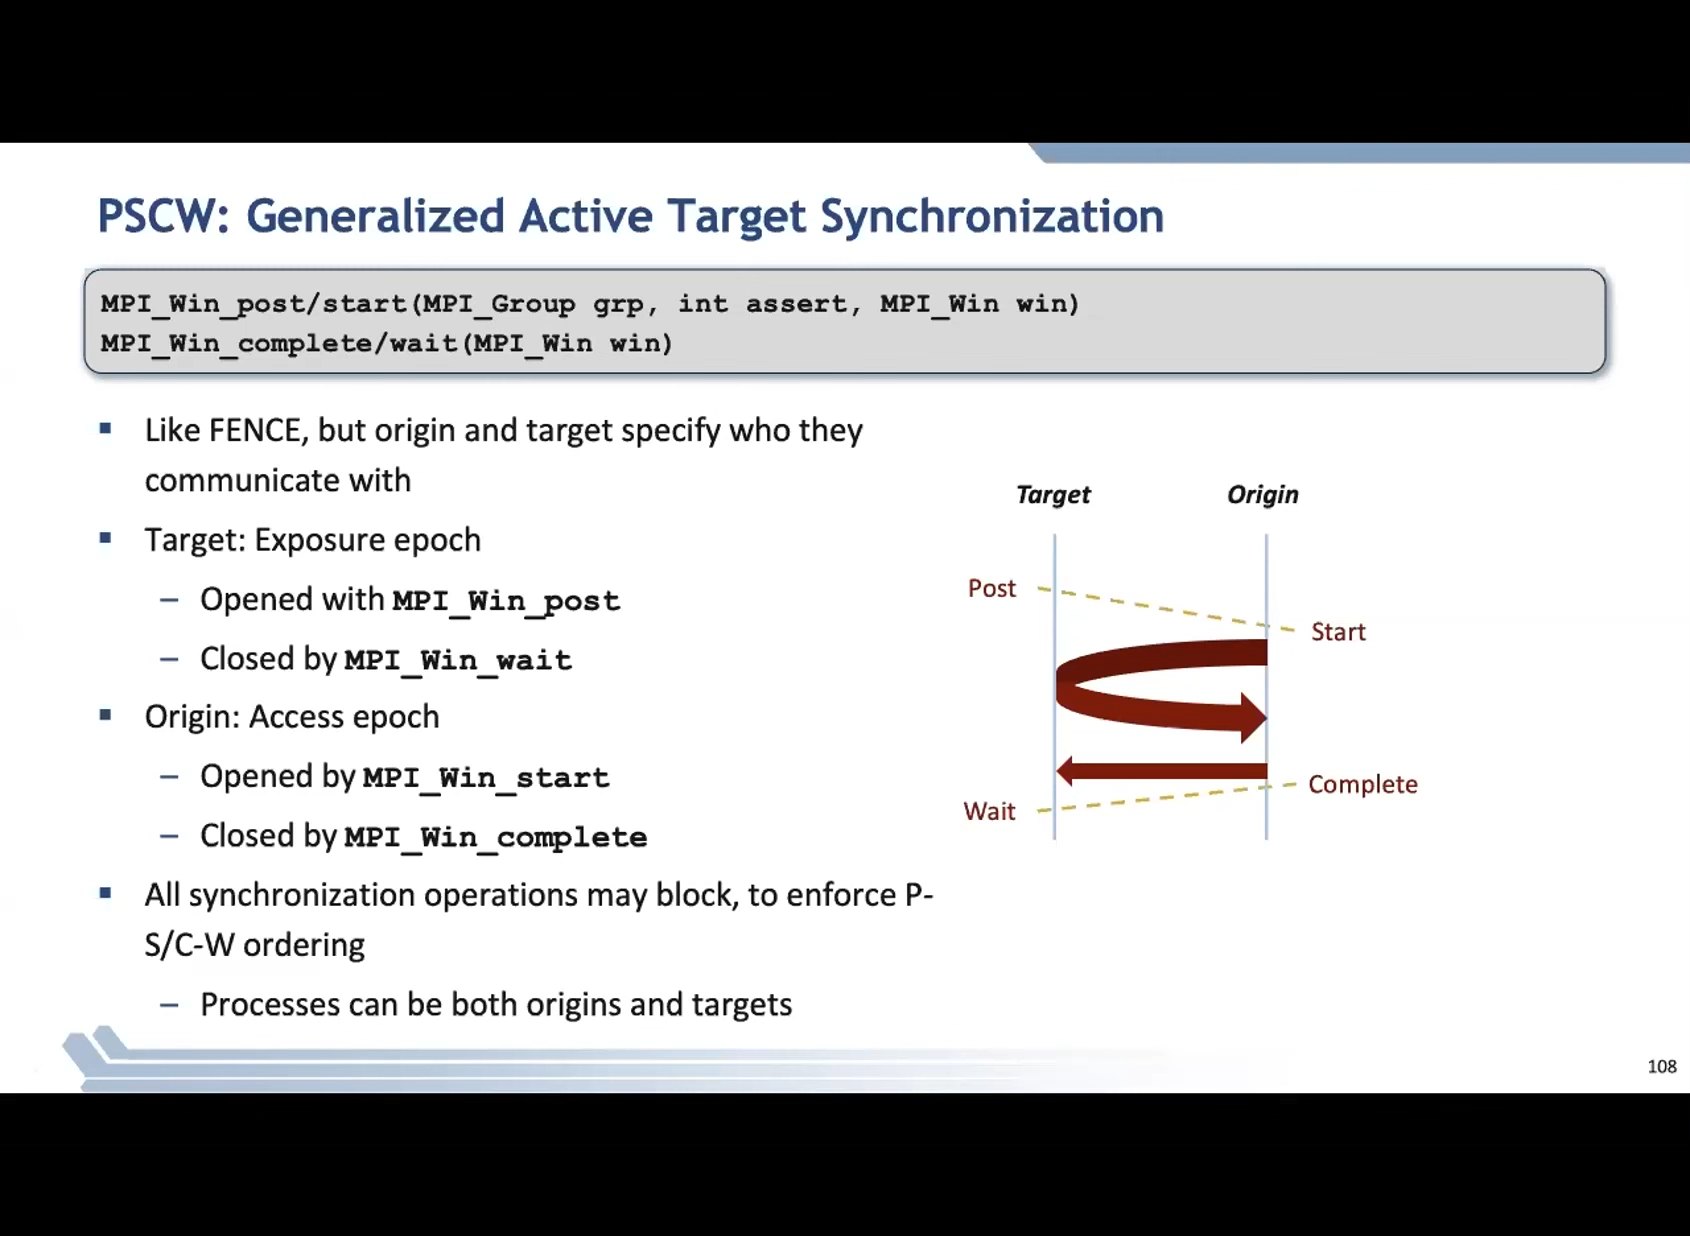 PSCW: Generalized Active Target Synchronization
MPI_Win_post/start(MPI_Group grp, int assert, MPI_Win win)
MPI_Win_complete/wait(MPI_Win win)
▪ Like FENCE, but origin and target specify who they
communicate with
▪ Target: Exposure epoch
– Opened with MPI_Win_post
– Closed by MPI_Win_wait
▪ Origin: Access epoch
– Opened by MPI_Win_start
– Closed by MPI_Win_complete
▪ All synchronization operations may block, to enforce P-
S/C-W ordering
– Processes can be both origins and targets
Target Origin
Post
Start
Complete
Wait
108